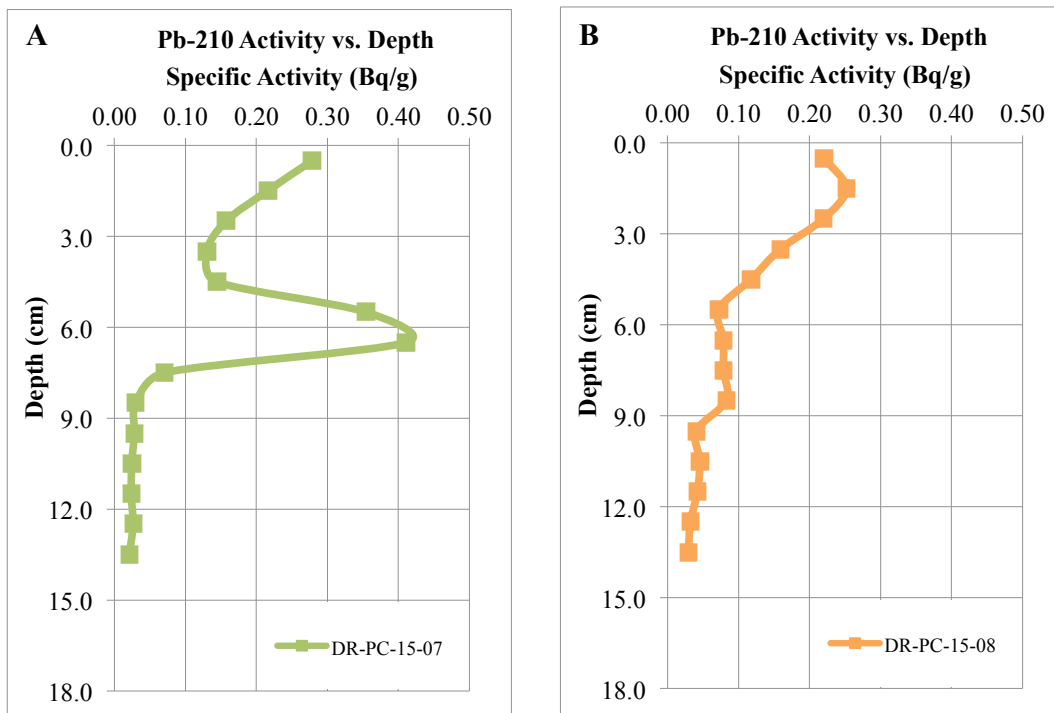 A
Pb-210 Activity vs. Depth
Specific Activity (Bq/g)
0.00 0.10 0.20 0.30 0.40 0.50
0.0
3.0
6.0
9.0
12.0
15.0
18.0
Depth (cm)
DR-PC-15-07
B
Pb-210 Activity vs. Depth
Specific Activity (Bq/g)
0.00 0.10 0.20 0.30 0.40 0.50
0.0
3.0
6.0
9.0
12.0
15.0
18.0
Depth (cm)
DR-PC-15-08